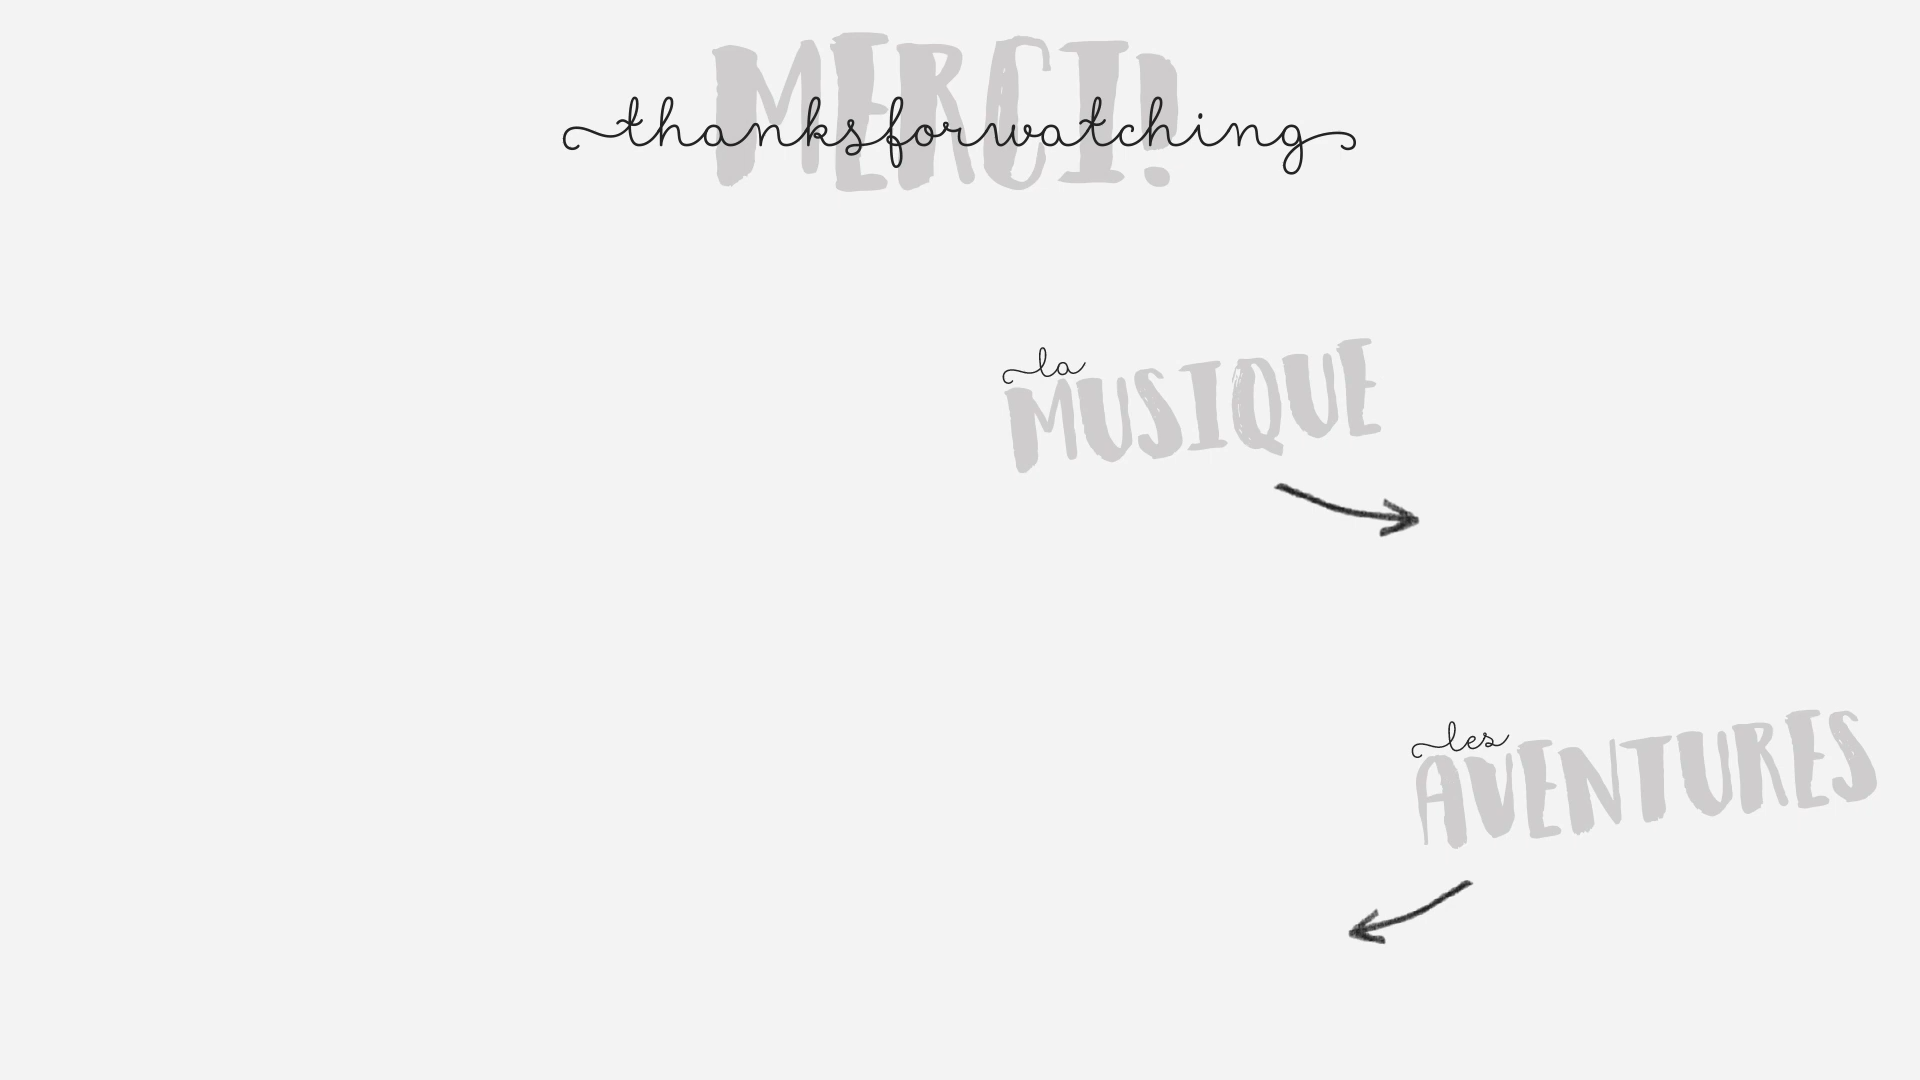 MERCI!
thanksforwatching
la
MUSIQUE
les
AVENTURES